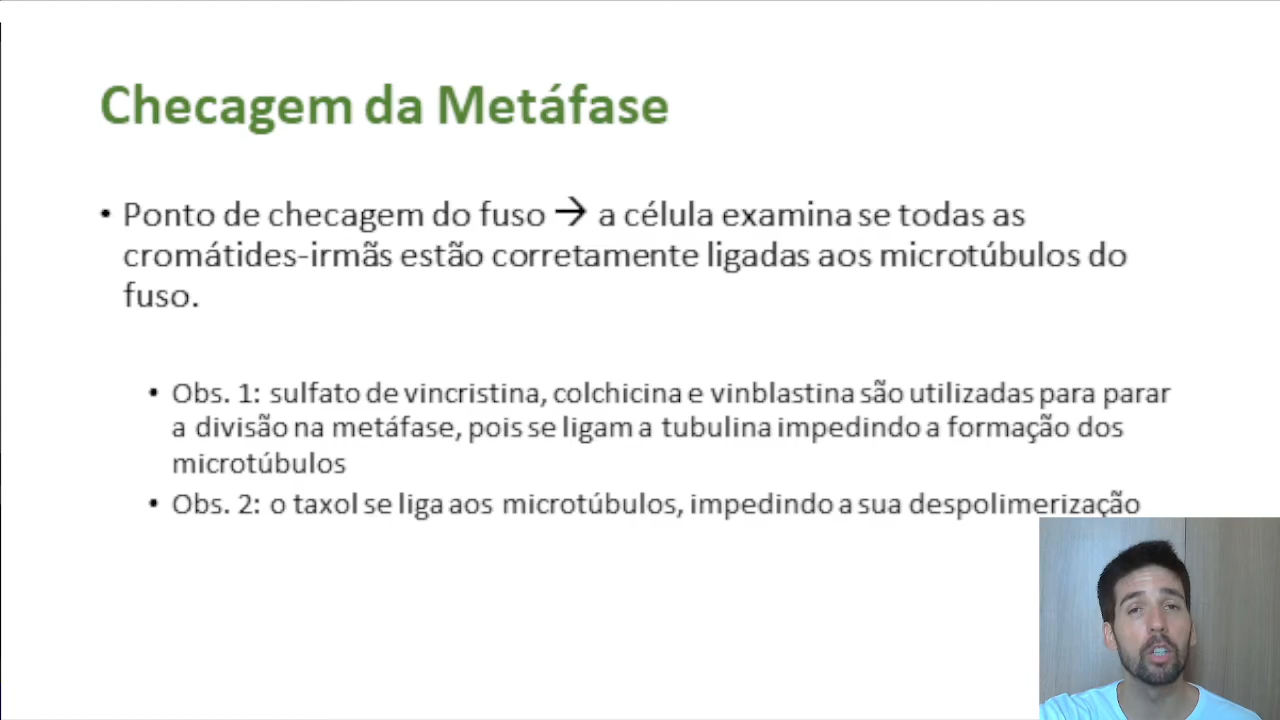 Checagem da Metáfase
• Ponto de checagem do fuso → a célula examina se todas as
cromátides-irmãs estão corretamente ligadas aos microtúbulos do
fuso.
• Obs. 1: sulfato de vincristina, colchicina e vinblastina são utilizadas para parar
a divisão na metáfase, pois se ligam a tubulina impedindo a formação dos
microtúbulos
• Obs. 2: o taxol se liga aos microtúbulos, impedindo a sua despolimerização